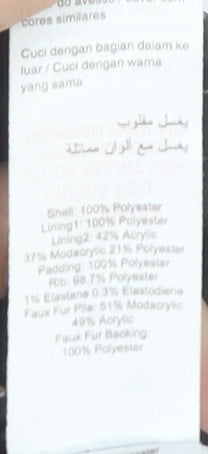 do avesso
cores similares
Cuci dengan bagian dalam ke
luar / Cuci dengan warna
yang sama
يغسل مقلوب
يغسل مع ألوان مماثلة
Shell: 100% Polyester
Lining1: 100% Polyester
Lining2: 42% Acrylic
37% Modacrylic 21% Polyester
Padding: 100% Polyester
Rib: 98.7% Polyester
1% Elastane 0.3% Elastodiene
Faux Fur Pile: 51% Modacrylic
49% Acrylic
Faux Fur Backing:
100% Polyester